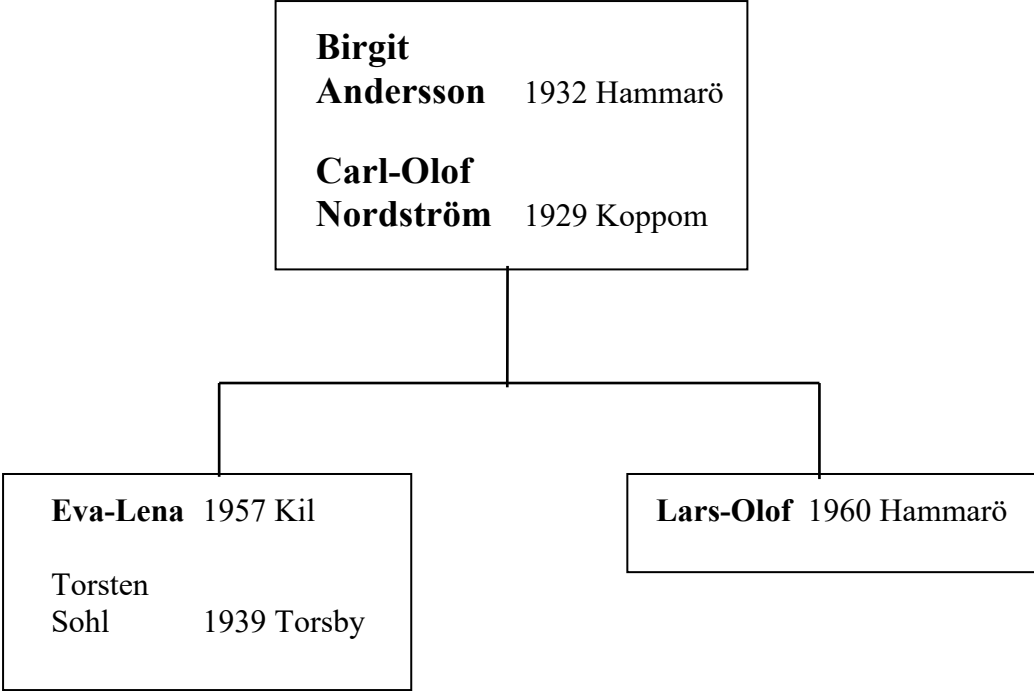 Birgit
Andersson 1932 Hammarö
Carl-Olof
Nordström 1929 Koppom
Eva-Lena 1957 Kil
Torsten
Sohl 1939 Torsby
Lars-Olof 1960 Hammarö